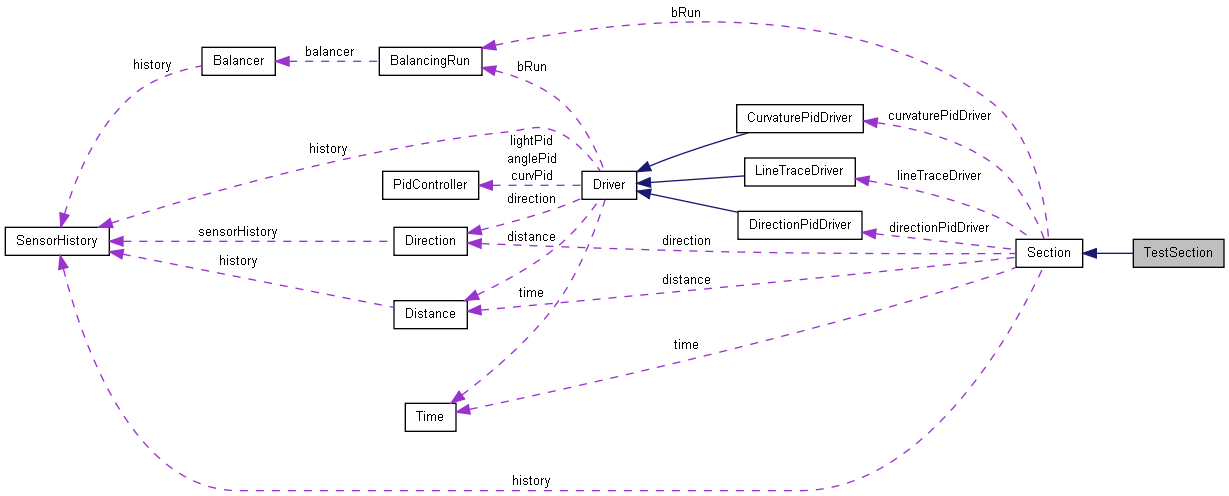 bRun
Balancer
balancer
BalancingRun
history
bRun
CurvaturePidDriver
curvaturePidDriver
lightPid
history
anglePid
curvPid
LineTraceDriver
lineTraceDriver
PidController
Driver
direction
DirectionPidDriver
directionPidDriver
SensorHistory
sensorHistory
Direction
distance
direction
Section
TestSection
history
distance
time
Distance
time
Time
history